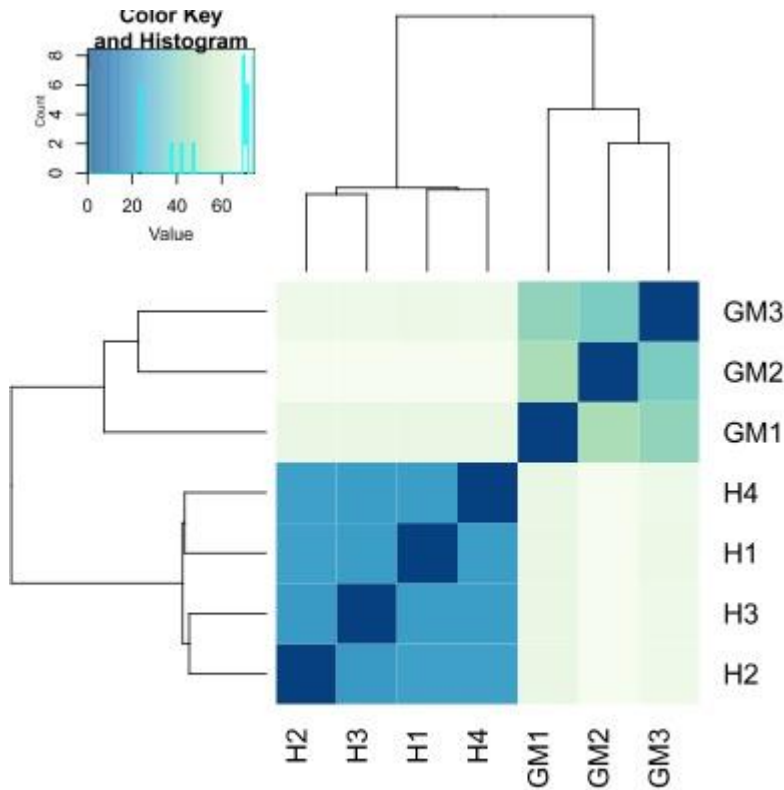 Color Key
and Histogram
Count
0 2 4 6 8
0 20 40 60
Value
GM3
GM2
GM1
H4
H1
H3
H2
H2 H3 H1 H4 GM1 GM2 GM3